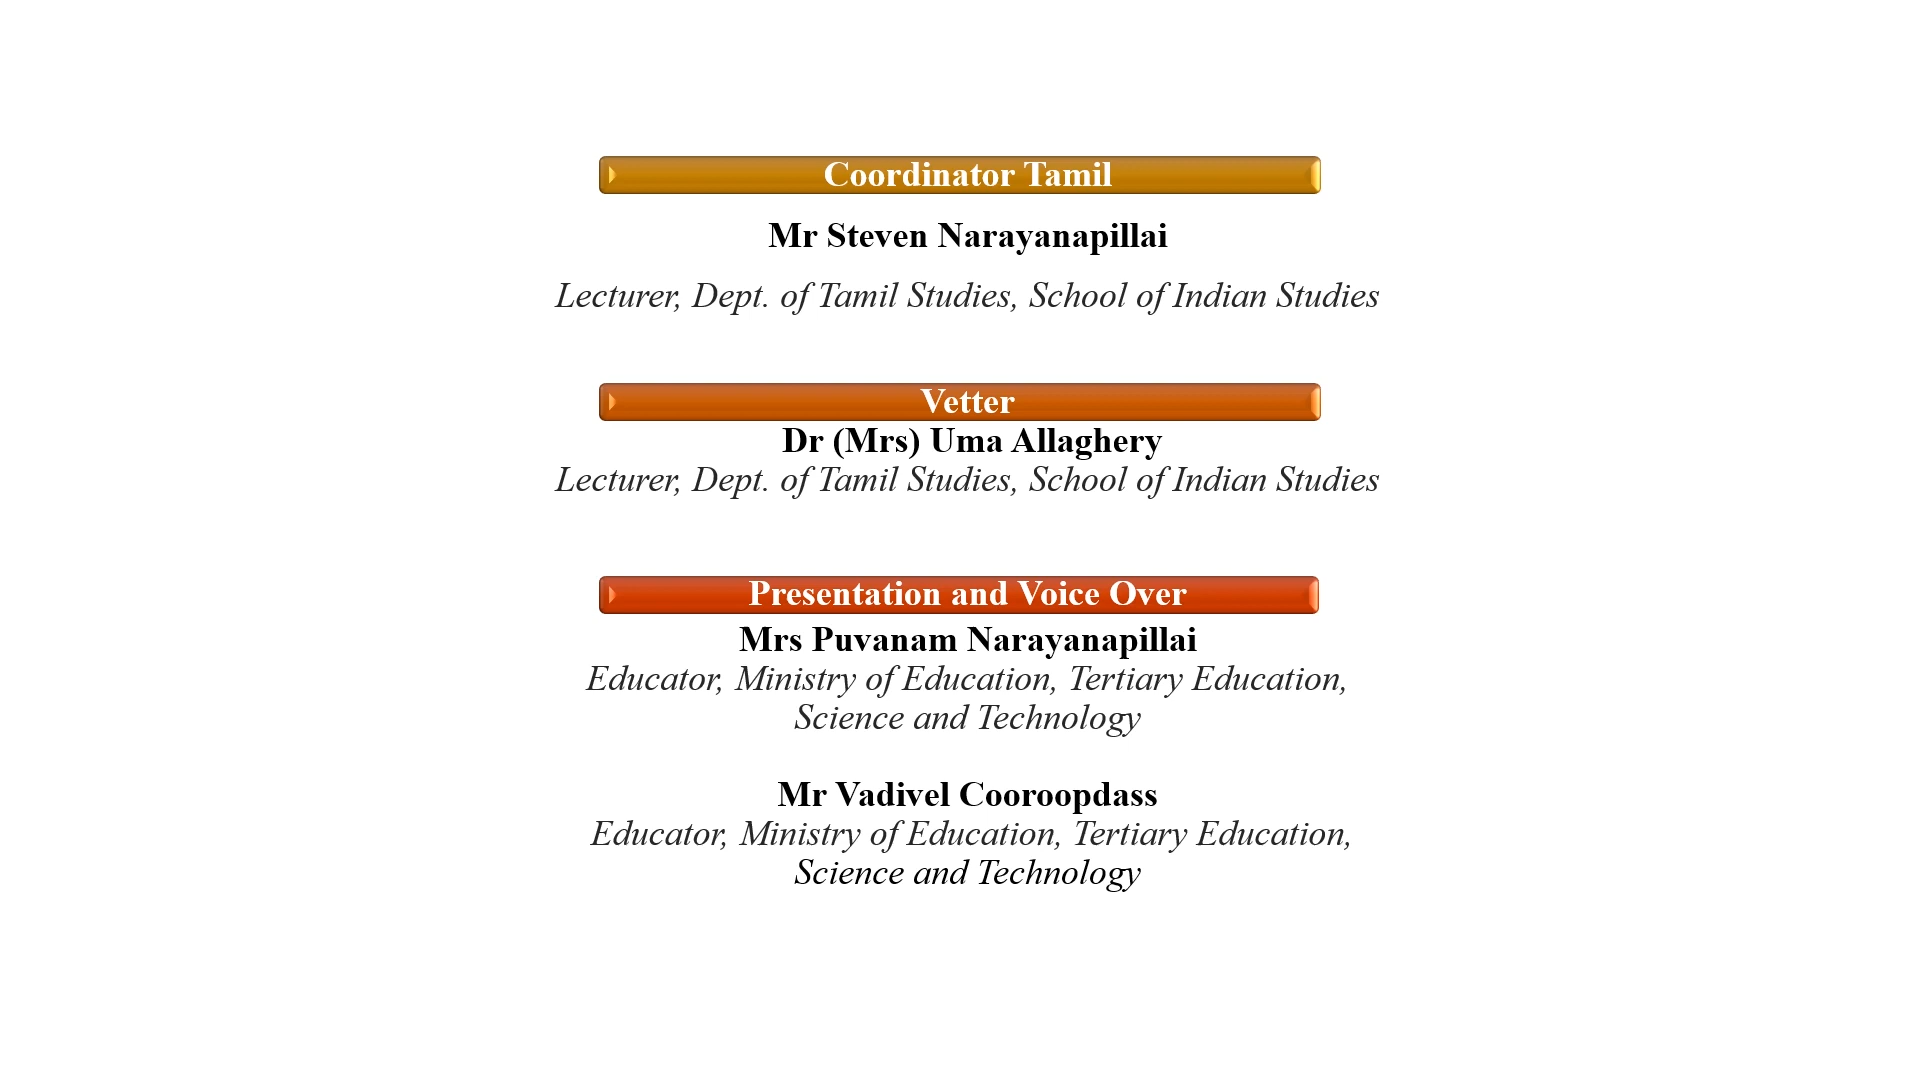 Coordinator Tamil
Mr Steven Narayanapillai
Lecturer, Dept. of Tamil Studies, School of Indian Studies
Vetter
Dr (Mrs) Uma Allaghery
Lecturer, Dept. of Tamil Studies, School of Indian Studies
Presentation and Voice Over
Mrs Puvanam Narayanapillai
Educator, Ministry of Education, Tertiary Education,
Science and Technology
Mr Vadivel Cooroopdass
Educator, Ministry of Education, Tertiary Education,
Science and Technology